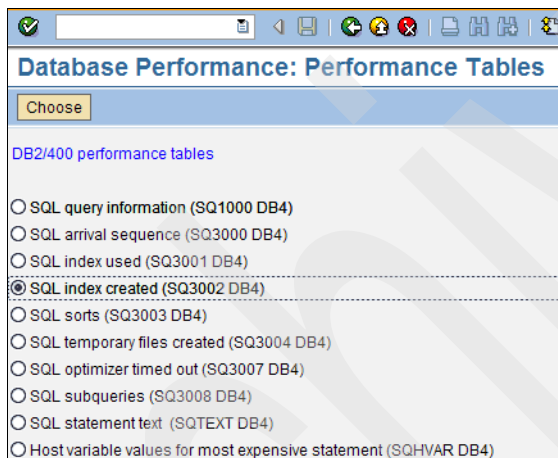 Database Performance: Performance Tables
Choose
DB2/400 performance tables
SQL query information (SQ1000 DB4)
SQL arrival sequence (SQ3000 DB4)
SQL index used (SQ3001 DB4)
SQL index created (SQ3002 DB4)
SQL sorts (SQ3003 DB4)
SQL temporary files created (SQ3004 DB4)
SQL optimizer timed out (SQ3007 DB4)
SQL subqueries (SQ3008 DB4)
SQL statement text (SQTEXT DB4)
Host variable values for most expensive statement (SQHVAR DB4)